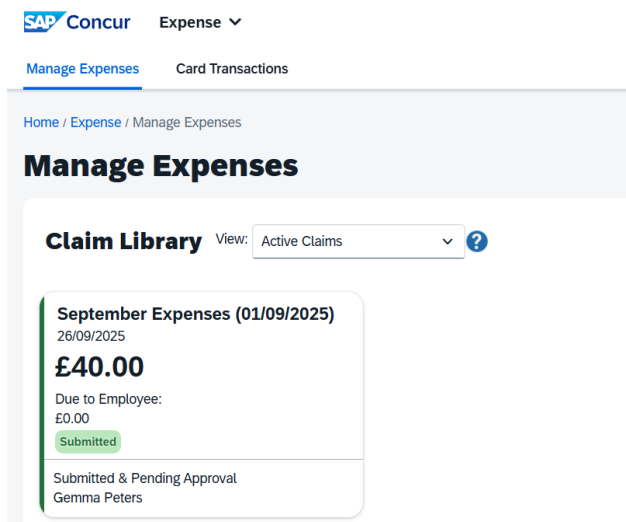 SAP Concur Expense
Manage Expenses Card Transactions
Home / Expense / Manage Expenses
Manage Expenses
Claim Library View: Active Claims ?
September Expenses (01/09/2025)
26/09/2025
£40.00
Due to Employee:
£0.00
Submitted
Submitted & Pending Approval
Gemma Peters